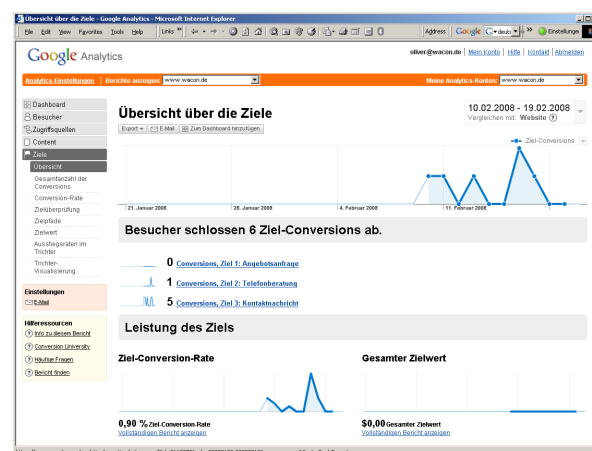 Übersicht über die Ziele - Google Analytics - Microsoft Internet Explorer
File Edit View Favorites Tools Help Links Address Google deuts Einstellungen
Google Analytics
oliver@wacon.de | Mein Konto | Hilfe | Kontakt | Abmelden
Analytics-Einstellungen | Berichte anzeigen: www.wacon.de Meine Analytics-Konten: www.wacon.de
Dashboard
Besucher
Zugriffsquellen
Content
Ziele
Übersicht
Gesamtanzahl der
Conversions
Conversion-Rate
Zielüberprüfung
Zielpfade
Zielwert
Ausstiegsraten im
Trichter
Trichter-
Visualisierung
Einstellungen
E-Mail
Hilferessourcen
Info zu diesem Bericht
Conversion University
Häufige Fragen
Bericht finden
Übersicht über die Ziele
10.02.2008 - 19.02.2008
Vergleichen mit: Website
Export E-Mail Zum Dashboard hinzufügen
Ziel-Conversions
21. Januar 2008 28. Januar 2008 4. Februar 2008 11. Februar 2008
Besucher schlossen 6 Ziel-Conversions ab.
0 Conversions, Ziel 1: Angebotsanfrage
1 Conversions, Ziel 2: Telefonberatung
5 Conversions, Ziel 3: Kontaktnachricht
Leistung des Ziels
Ziel-Conversion-Rate Gesamter Zielwert
0,90 % Ziel-Conversion-Rate $0,00 Gesamter Zielwert
Vollständigen Bericht anzeigen Vollständigen Bericht anzeigen